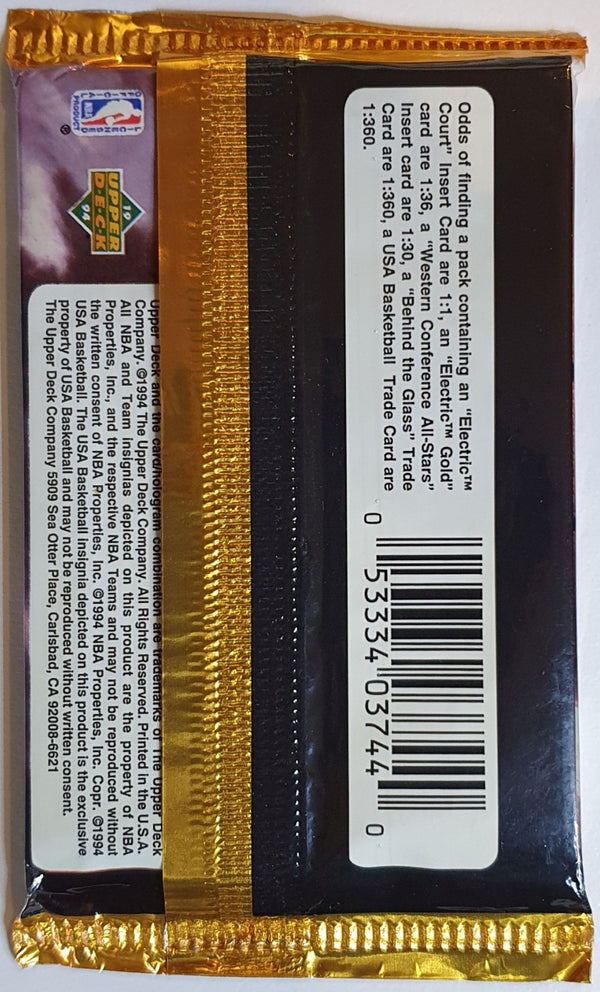 Odds of finding a pack containing an "Electric™
Court" Insert Card are 1:1, an "Electric™ Gold"
card are 1:36, a "Western Conference All-Stars"
Insert card are 1:30, a "Behind the Glass" Trade
Card are 1:360, a USA Basketball Trade Card are
1:360.
0 53334 03744 0
OFFICIAL
LICENSED
NBA
PRODUCT
®
19 94
UPPER
D·E·C·K
Upper Deck and the card/hologram combination are trademarks of The Upper Deck
Company. ©1994 The Upper Deck Company. All Rights Reserved. Printed in the U.S.A.
All NBA and Team Insignias depicted on this product are the property of NBA
Properties, Inc., and the respective NBA Teams and may not be reproduced without
the written consent of NBA Properties, Inc. ©1994 NBA Properties, Inc. Copr. ©1994
USA Basketball. The USA Basketball Insignia depicted on this product is the exclusive
property of USA Basketball and may not be reproduced without written consent.
The Upper Deck Company 5909 Sea Otter Place, Carlsbad, CA 92008-6621